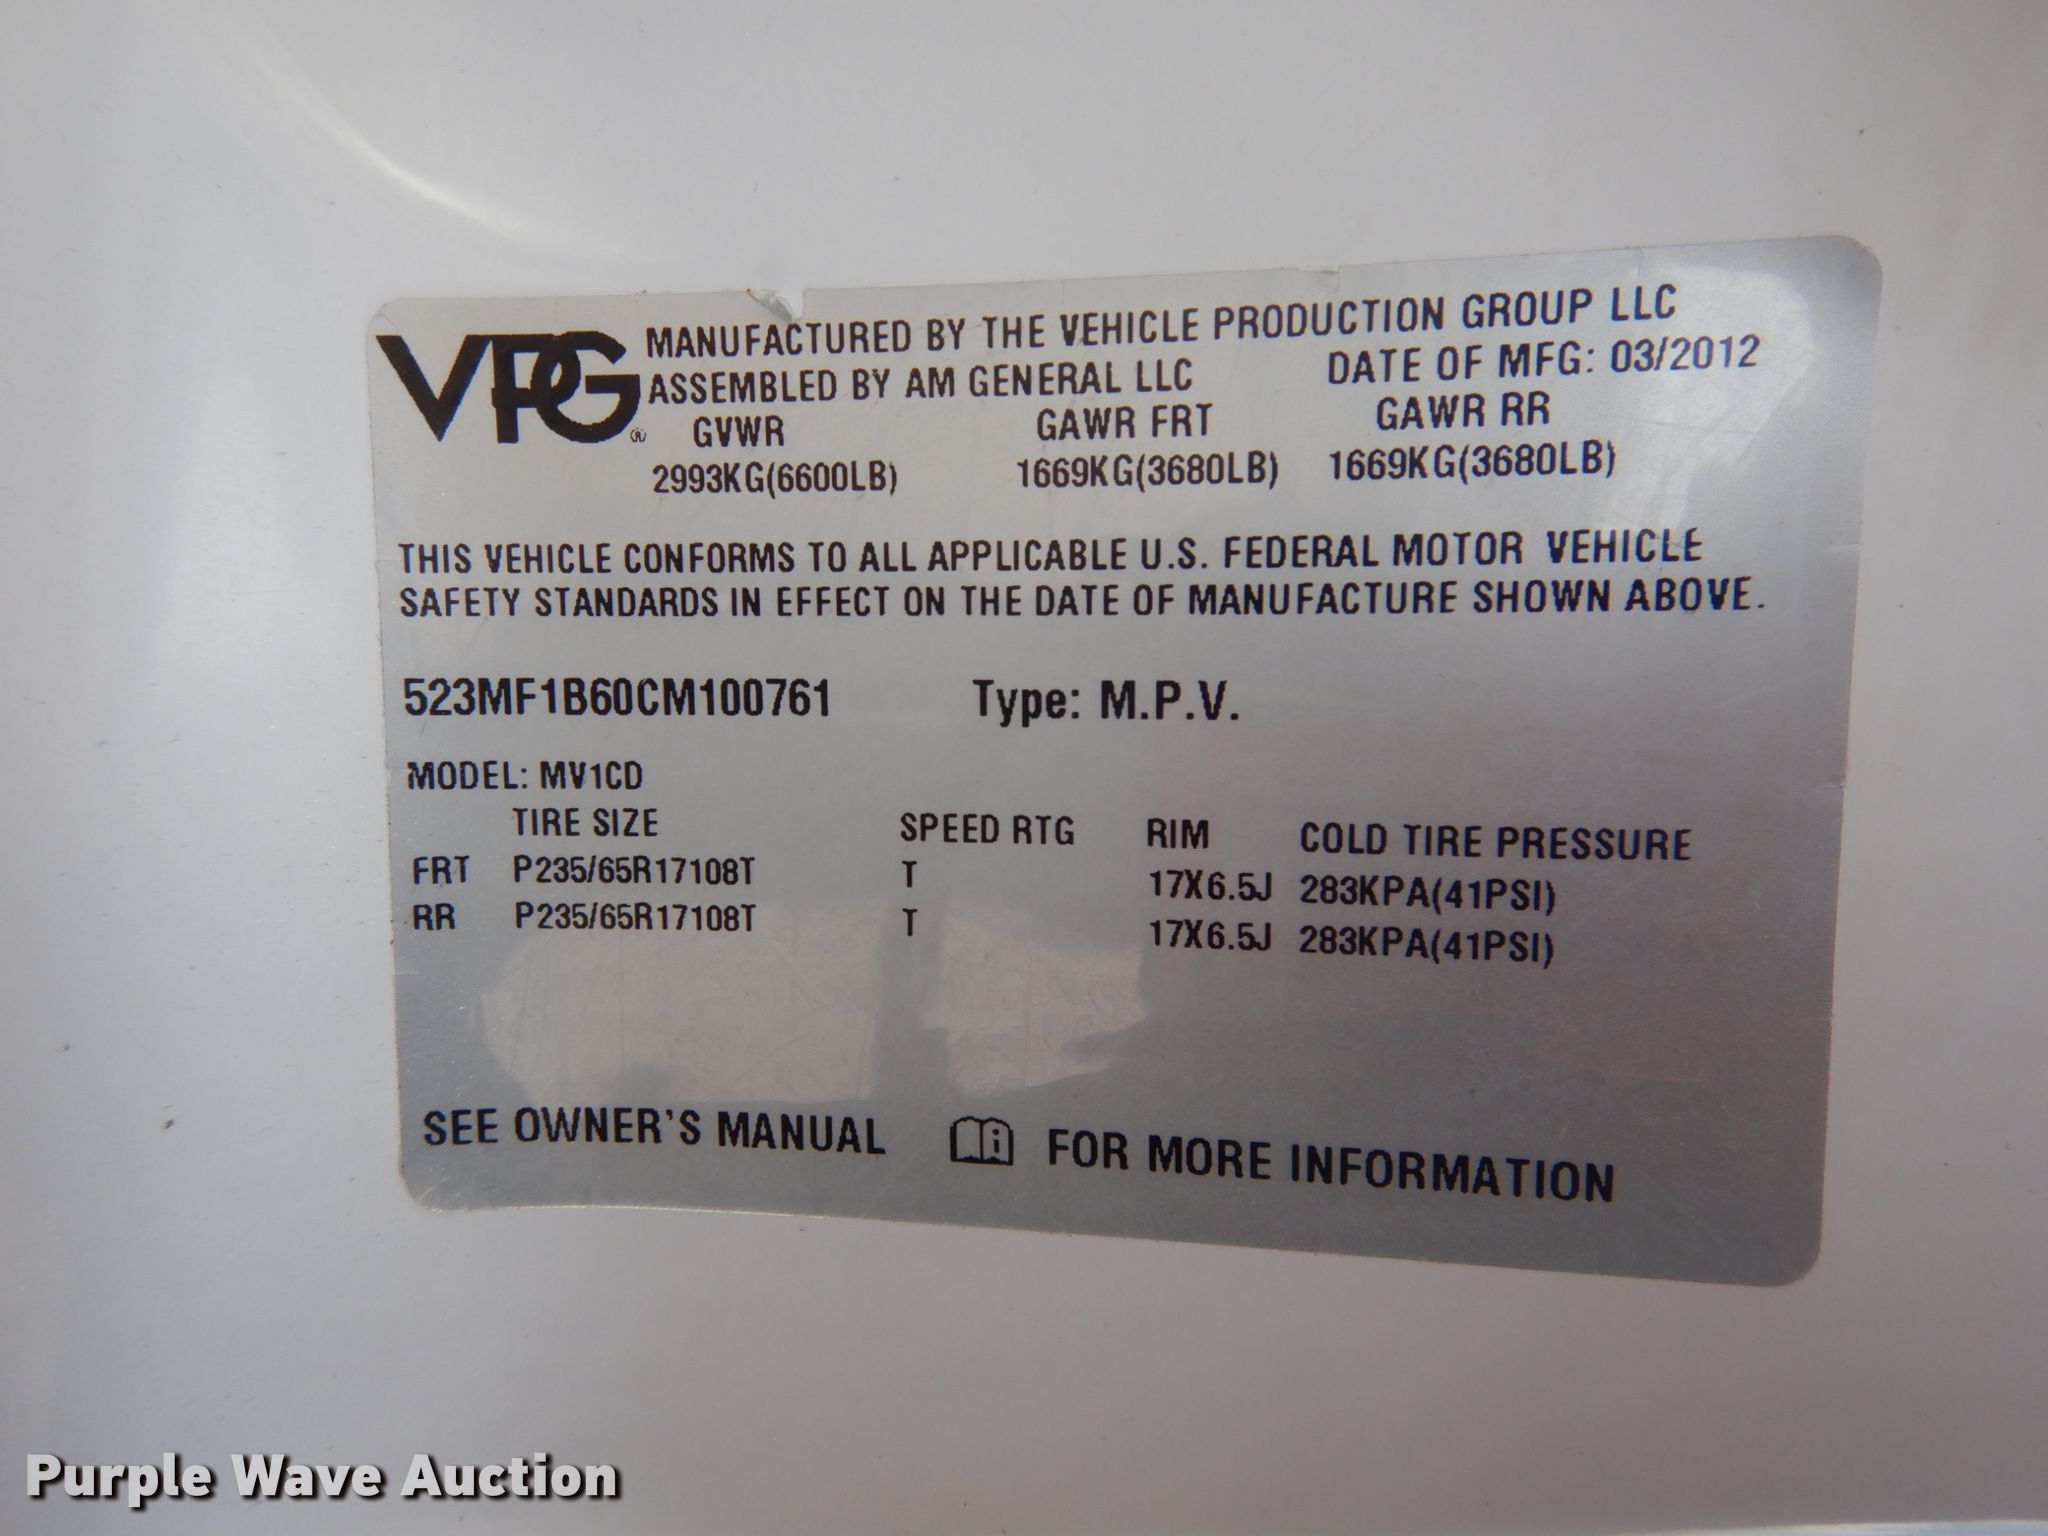 VPG MANUFACTURED BY THE VEHICLE PRODUCTION GROUP LLC
ASSEMBLED BY AM GENERAL LLC DATE OF MFG: 03/2012
GVWR GAWR FRT GAWR RR
2993KG(6600LB) 1669KG(3680LB) 1669KG(3680LB)
THIS VEHICLE CONFORMS TO ALL APPLICABLE U.S. FEDERAL MOTOR VEHICLE
SAFETY STANDARDS IN EFFECT ON THE DATE OF MANUFACTURE SHOWN ABOVE.
523MF1B60CM100761 Type: M.P.V.
MODEL: MV1CD
TIRE SIZE SPEED RTG RIM COLD TIRE PRESSURE
FRT P235/65R17108T T 17X6.5J 283KPA(41PSI)
RR P235/65R17108T T 17X6.5J 283KPA(41PSI)
SEE OWNER'S MANUAL FOR MORE INFORMATION
Purple Wave Auction